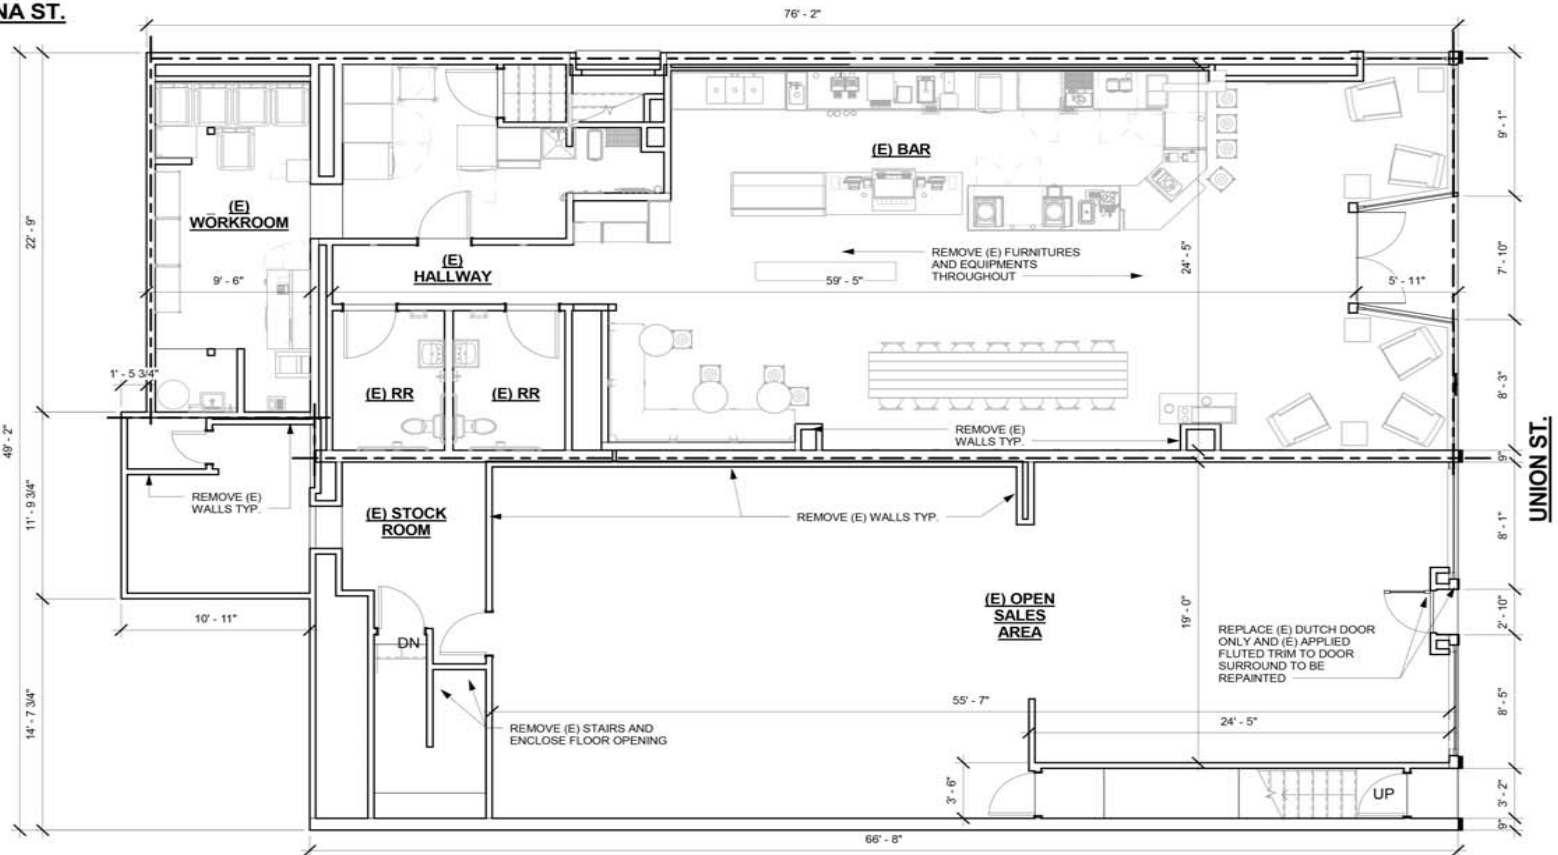 NA ST.
76' - 2"
9' - 1"
(E) BAR
(E)
WORKROOM
22' - 9"
REMOVE (E) FURNITURES
AND EQUIPMENTS
THROUGHOUT
24' - 5"
7' - 10"
(E)
HALLWAY
9' - 6"
59' - 5"
5' - 11"
1' - 5 3/4"
(E) RR
(E) RR
8' - 3"
49' - 2"
REMOVE (E)
WALLS TYP.
9"
UNION ST.
11' - 9 3/4"
REMOVE (E)
WALLS TYP.
(E) STOCK
ROOM
REMOVE (E) WALLS TYP.
8' - 1"
(E) OPEN
SALES
AREA
10' - 11"
19' - 0"
2' - 10"
DN
REPLACE (E) DUTCH DOOR
ONLY AND (E) APPLIED
FLUTED TRIM TO DOOR
SURROUND TO BE
REPAINTED
14' - 7 3/4"
55' - 7"
8' - 5"
24' - 5"
REMOVE (E) STAIRS AND
ENCLOSE FLOOR OPENING
3' - 6"
UP
3' - 2"
9"
66' - 8"